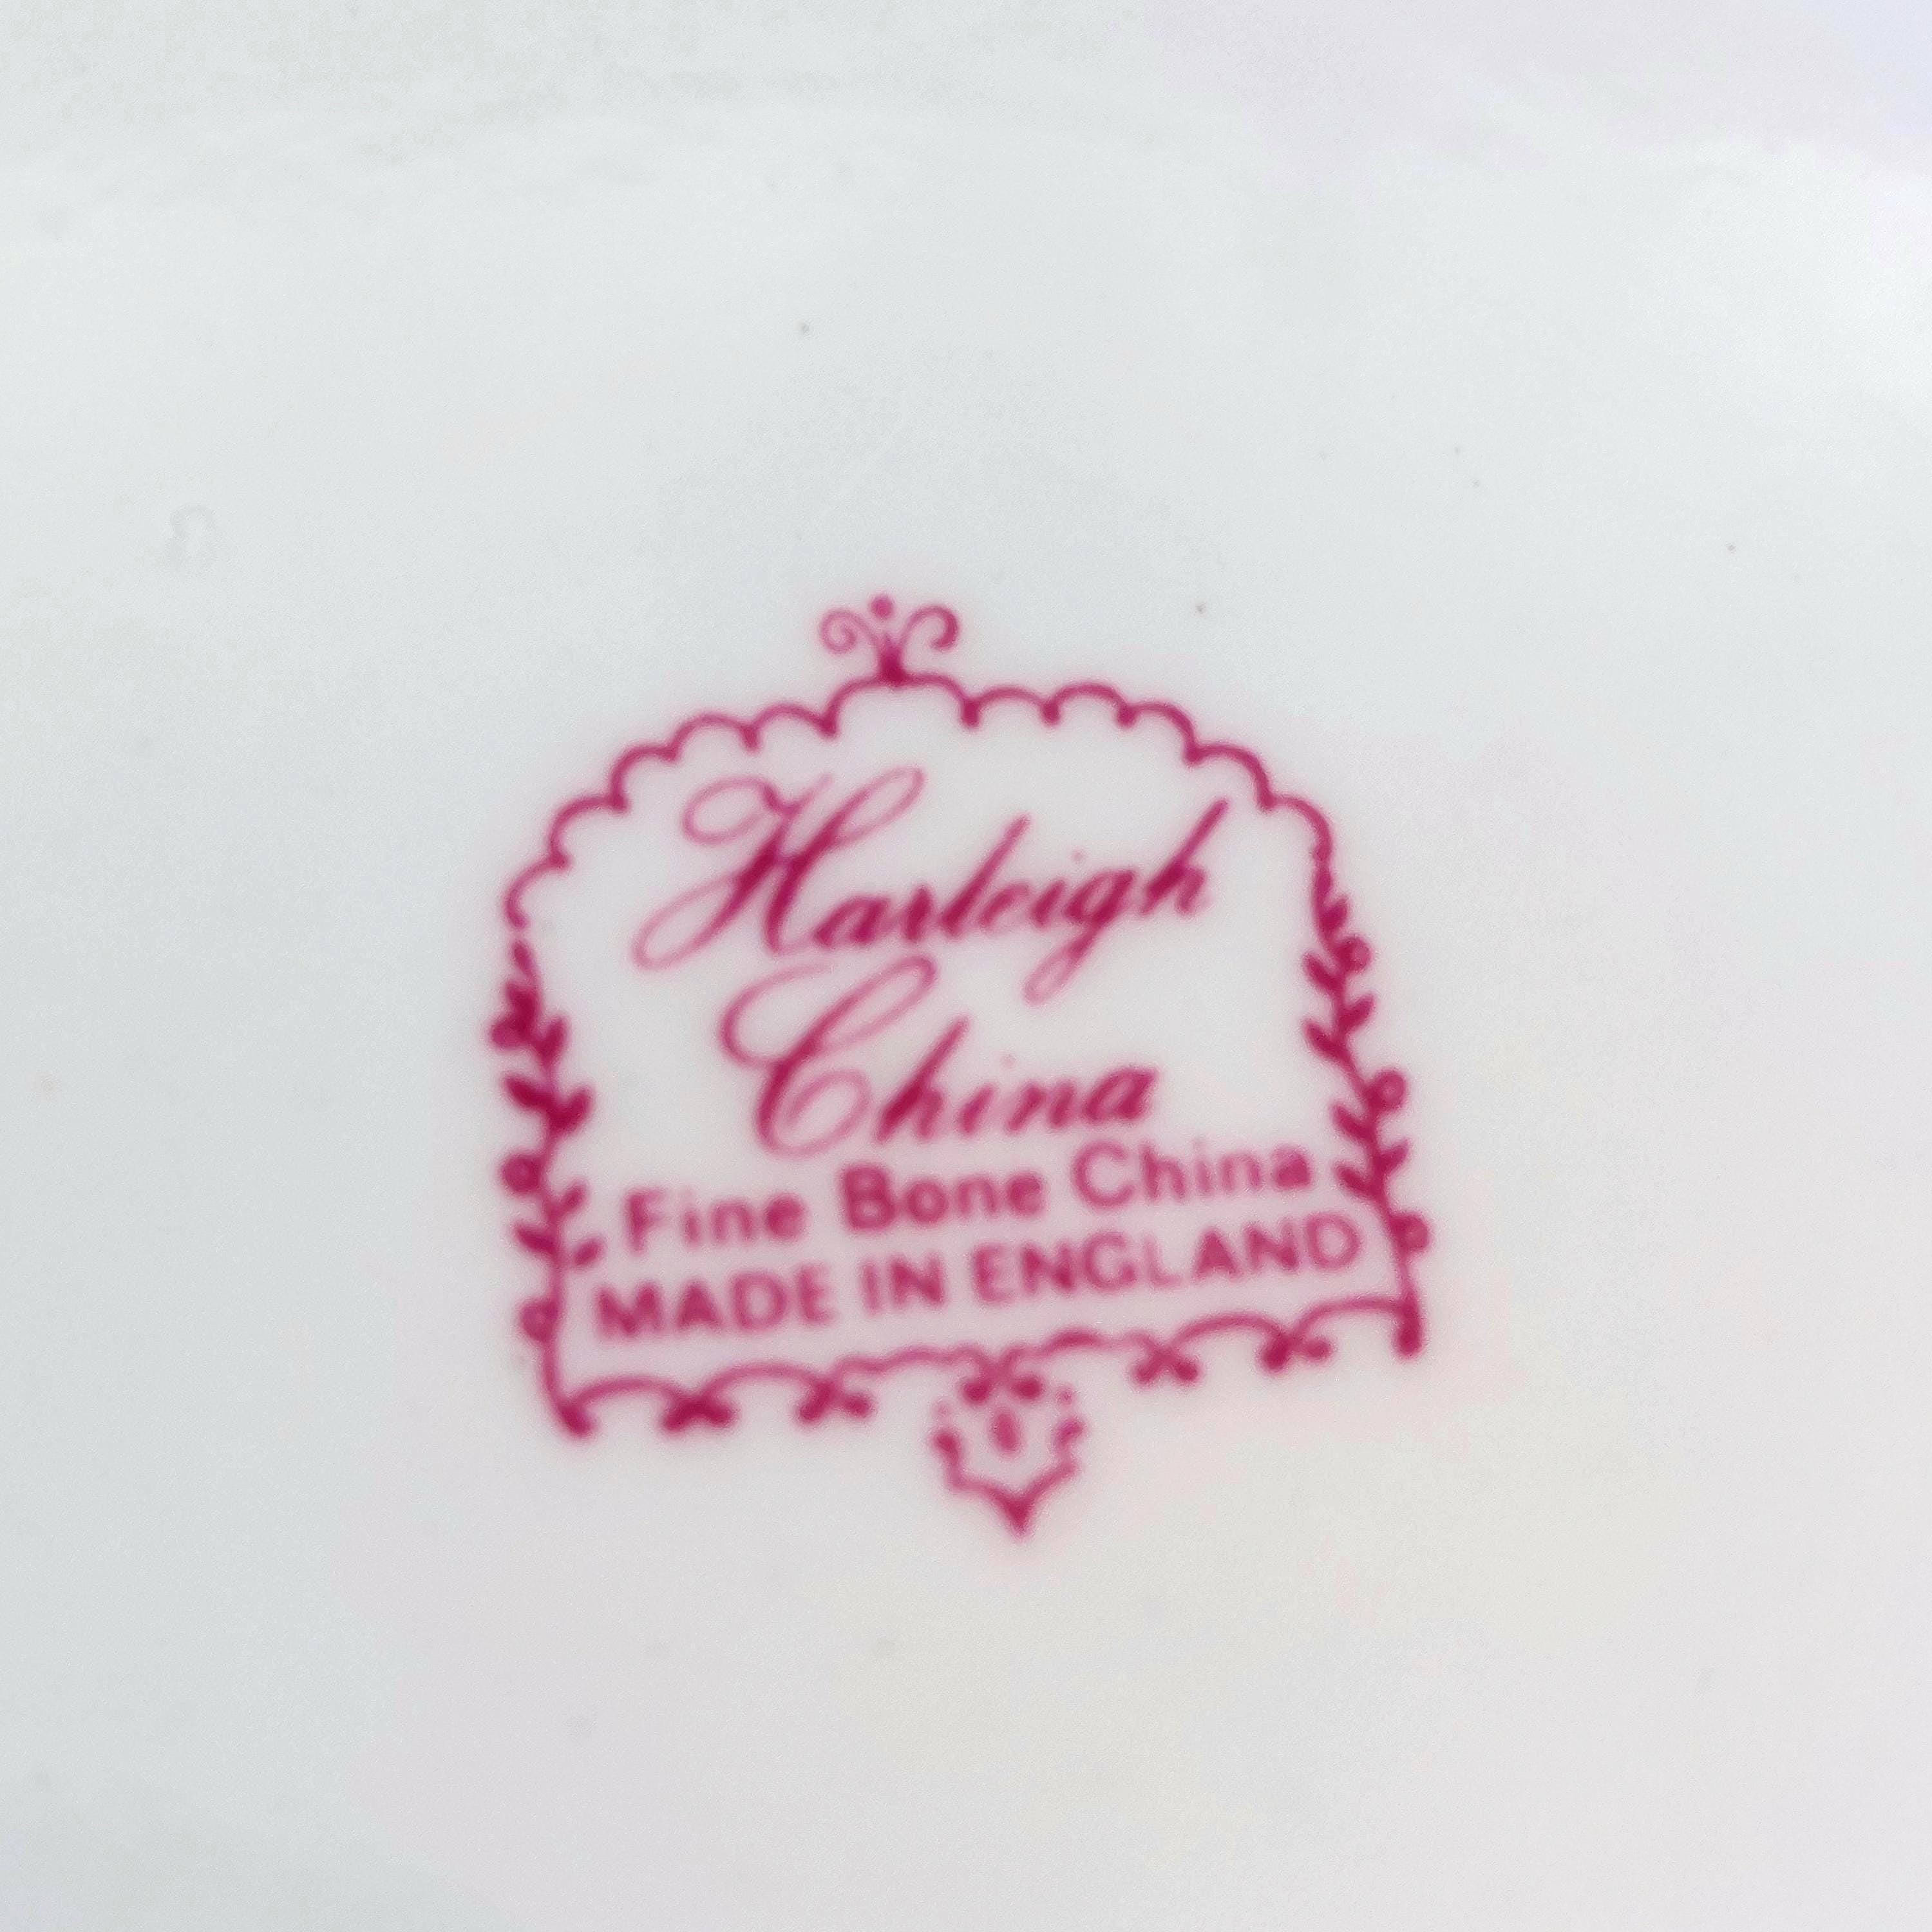 Harleigh
China
Fine Bone China
MADE IN ENGLAND